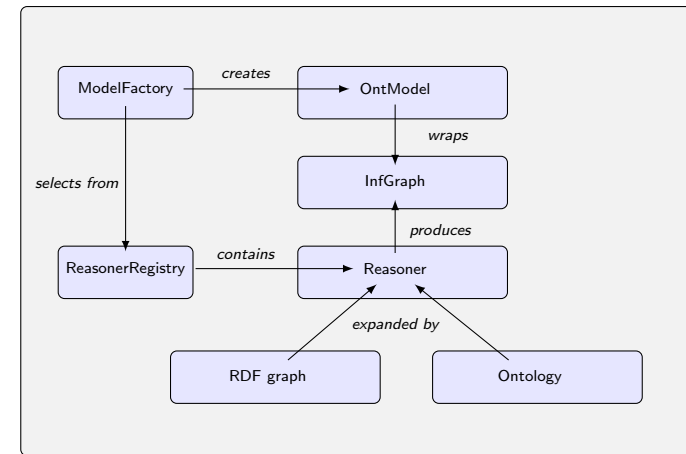 creates
ModelFactory
OntModel
wraps
selects from
InfGraph
produces
contains
ReasonerRegistry
Reasoner
expanded by
RDF graph
Ontology